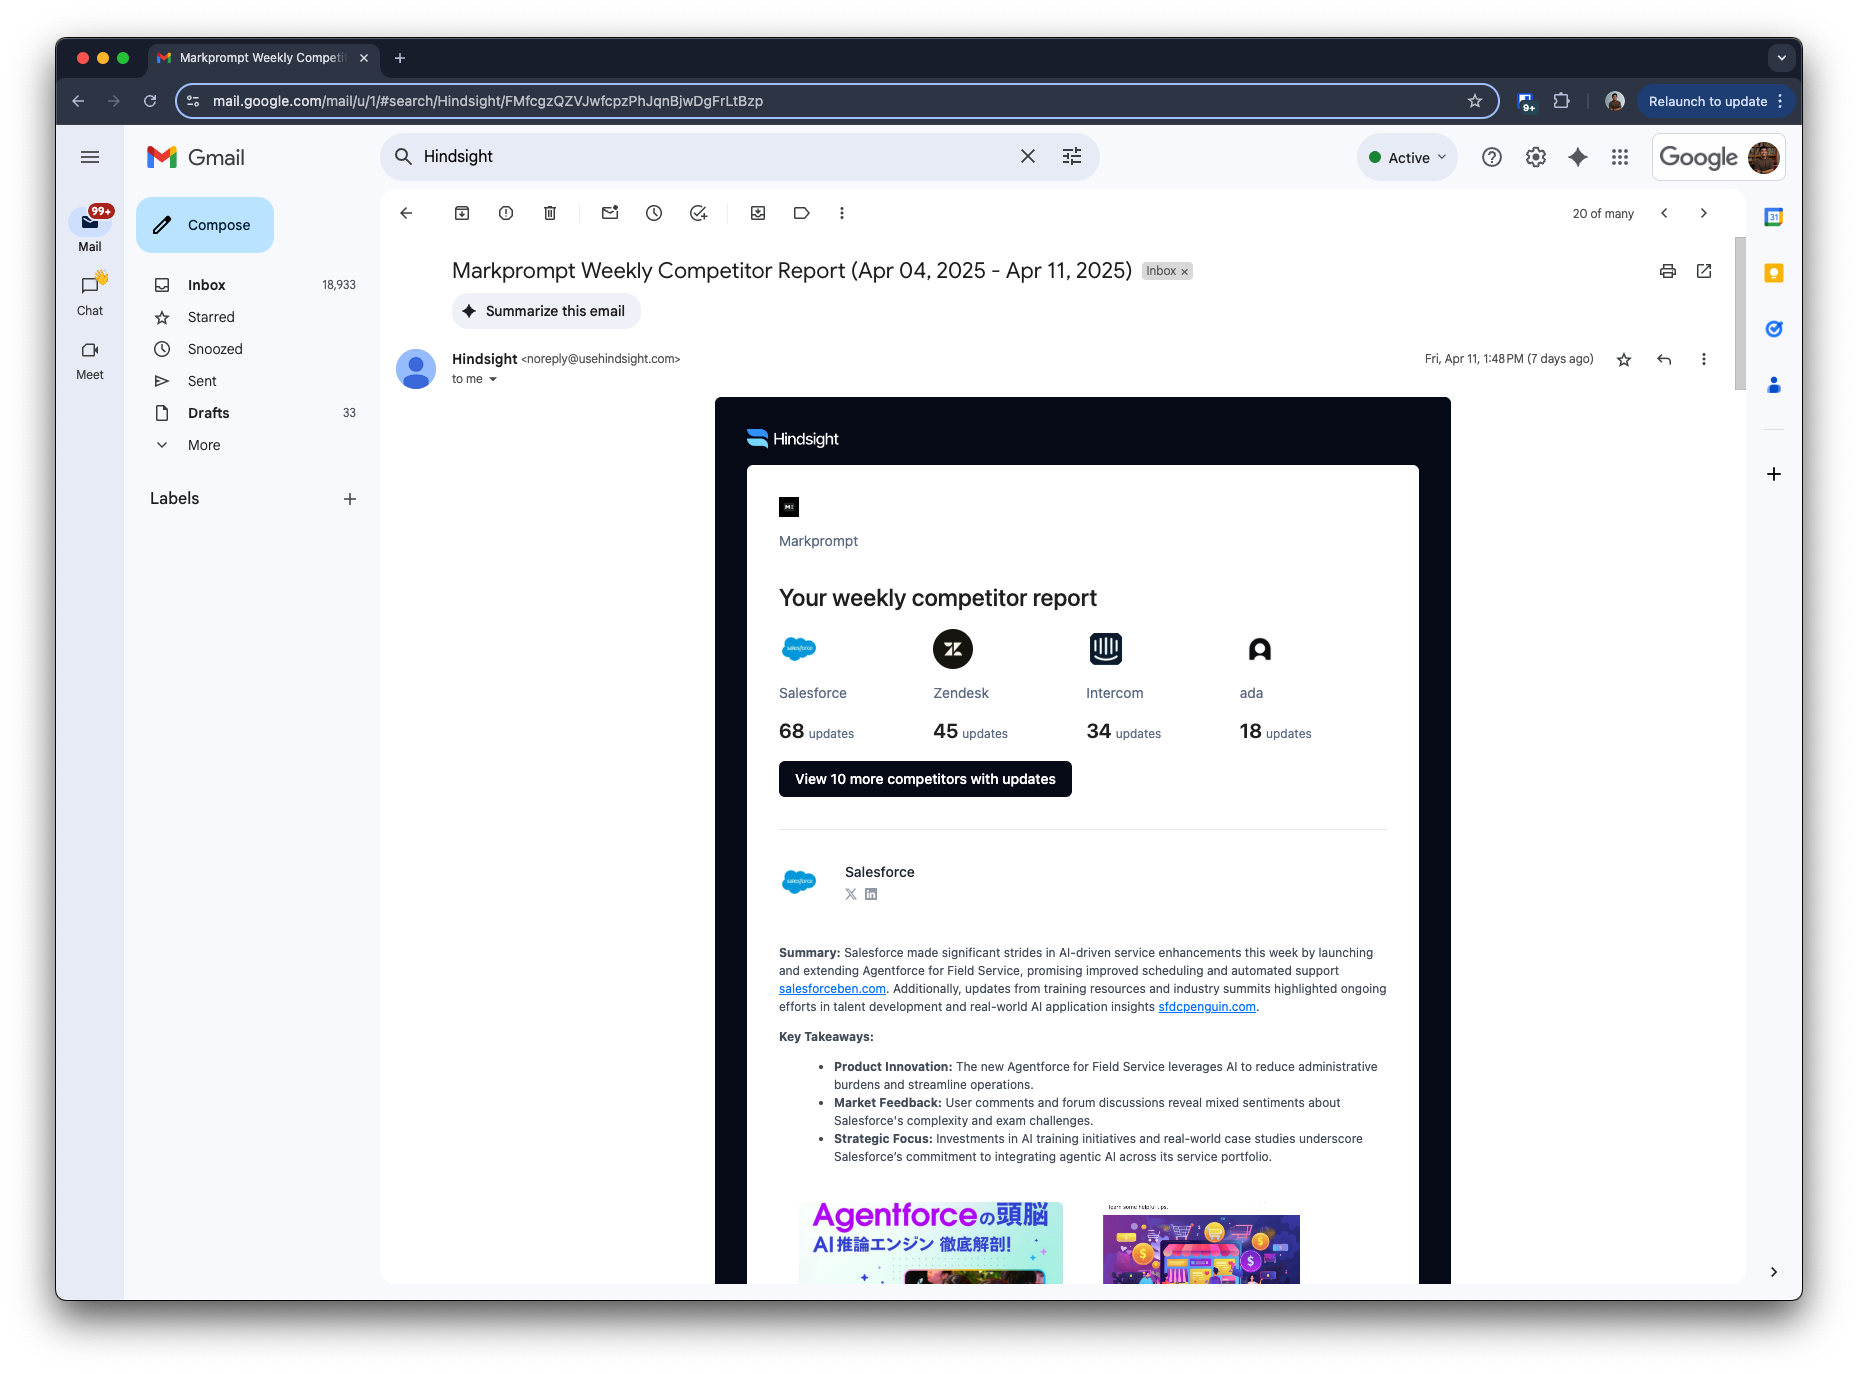 Markprompt Weekly Competit
mail.google.com/mail/u/1/#search/Hindsight/FMfcgzQZVJwfcpzPhJqnBjwDgFrLtBzp
9+
Relaunch to update
Gmail
Hindsight
Active
Google
99+
Mail
Chat
Meet
Compose
Inbox 18,933
Starred
Snoozed
Sent
Drafts 33
More
Labels
20 of many
31
Markprompt Weekly Competitor Report (Apr 04, 2025 - Apr 11, 2025) Inbox x
Summarize this email
Hindsight <noreply@usehindsight.com>
to me
Fri, Apr 11, 1:48 PM (7 days ago)
Hindsight
Markprompt
Your weekly competitor report
salesforce
Salesforce
68 updates
Zendesk
45 updates
Intercom
34 updates
ada
18 updates
View 10 more competitors with updates
salesforce
Salesforce
Summary: Salesforce made significant strides in AI-driven service enhancements this week by launching
and extending Agentforce for Field Service, promising improved scheduling and automated support
salesforceben.com. Additionally, updates from training resources and industry summits highlighted ongoing
efforts in talent development and real-world AI application insights sfdcpenguin.com.
Key Takeaways:
• Product Innovation: The new Agentforce for Field Service leverages AI to reduce administrative
burdens and streamline operations.
• Market Feedback: User comments and forum discussions reveal mixed sentiments about
Salesforce's complexity and exam challenges.
• Strategic Focus: Investments in AI training initiatives and real-world case studies underscore
Salesforce’s commitment to integrating agentic AI across its service portfolio.
Agentforceの頭脳
AI推論エンジン 徹底解剖!
learn some helpful tips.